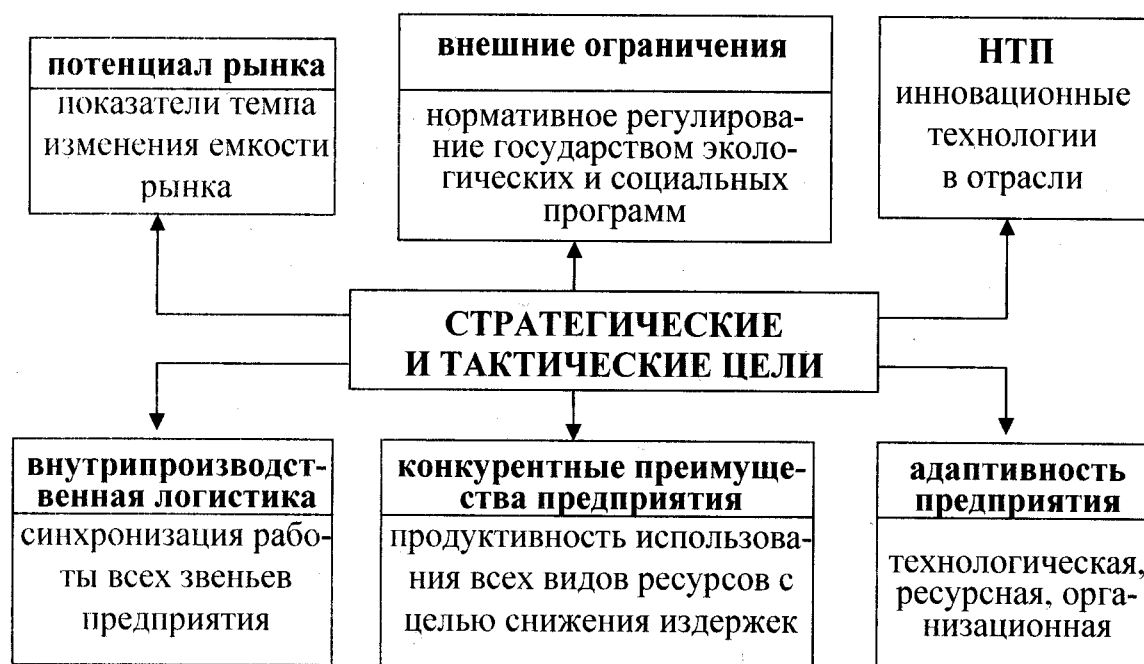 потенциал рынка
показатели темпа
изменения емкости
рынка
внешние ограничения
нормативное регулирова-
ние государством эколо-
гических и социальных
программ
НТП
инновационные
технологии
в отрасли
СТРАТЕГИЧЕСКИЕ
И ТАКТИЧЕСКИЕ ЦЕЛИ
внутрипроизводст-
венная логистика
синхронизация рабо-
ты всех звеньев
предприятия
конкурентные преимуще-
ства предприятия
продуктивность использова-
ния всех видов ресурсов с
целью снижения издержек
адаптивность
предприятия
технологическая,
ресурсная, орга-
низационная